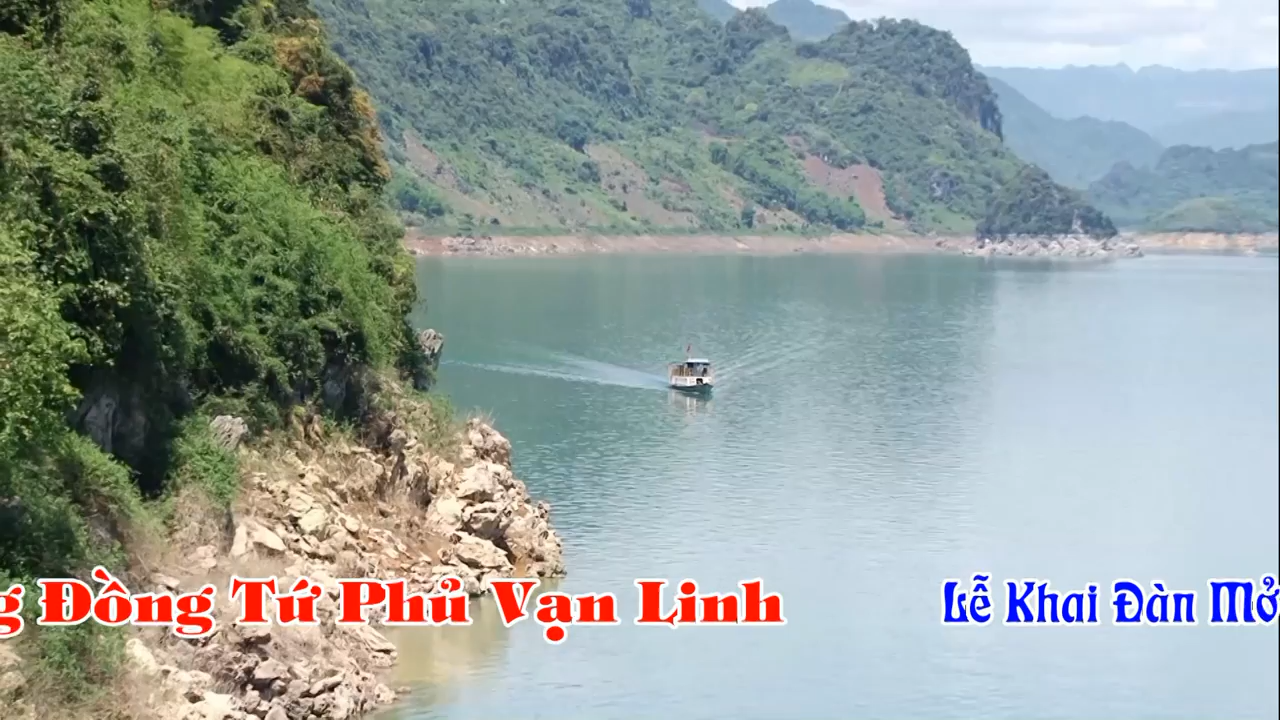 Đồng Tứ Phủ Vạn Linh
Lễ Khai Đàn Mở